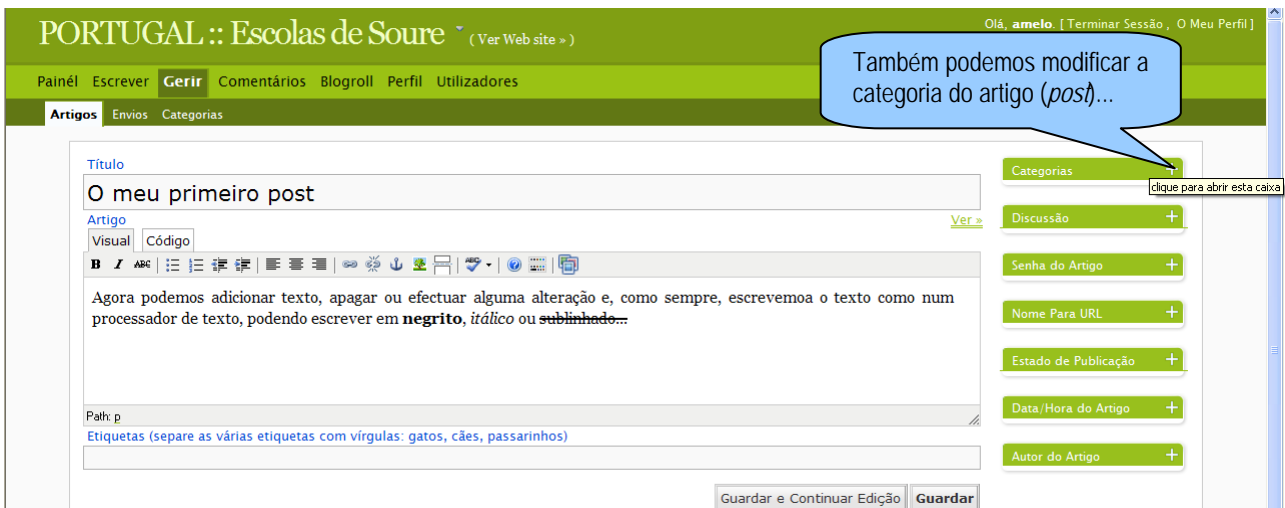 PORTUGAL :: Escolas de Soure ( Ver Web site » )
Olá, amelo. [ Terminar Sessão , O Meu Perfil ]
Painél Escrever Gerir Comentários Blogroll Perfil Utilizadores
Artigos Envios Categorias
Também podemos modificar a
categoria do artigo (post)...
Título
O meu primeiro post
Artigo
Ver »
Visual Código
B I ABC ABC
Agora podemos adicionar texto, apagar ou efectuar alguma alteração e, como sempre, escrevemoa o texto como num
processador de texto, podendo escrever em negrito, itálico ou sublinhado...
Path: p
Etiquetas (separe as várias etiquetas com vírgulas: gatos, cães, passarinhos)
Guardar e Continuar Edição Guardar
Categorias +
clique para abrir esta caixa
Discussão +
Senha do Artigo +
Nome Para URL +
Estado de Publicação +
Data/Hora do Artigo +
Autor do Artigo +